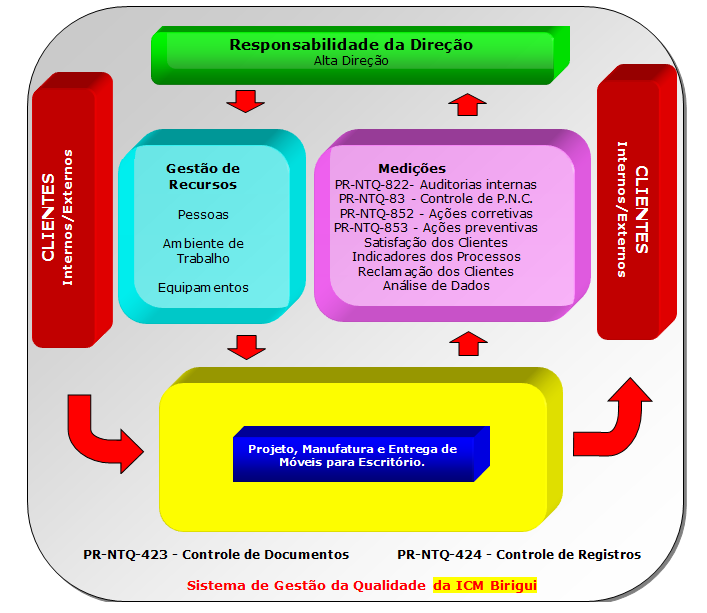 Responsabilidade da Direção
Alta Direção
CLIENTES
Internos/Externos
Gestão de
Recursos
Pessoas
Ambiente de
Trabalho
Equipamentos
Medições
PR-NTQ-822- Auditorias internas
PR-NTQ-83 - Controle de P.N.C.
PR-NTQ-852 - Ações corretivas
PR-NTQ-853 - Ações preventivas
Satisfação dos Clientes
Indicadores dos Processos
Reclamação dos Clientes
Análise de Dados
CLIENTES
Internos/Externos
Projeto, Manufatura e Entrega de
Móveis para Escritório.
PR-NTQ-423 - Controle de Documentos
PR-NTQ-424 - Controle de Registros
Sistema de Gestão da Qualidade da ICM Birigui